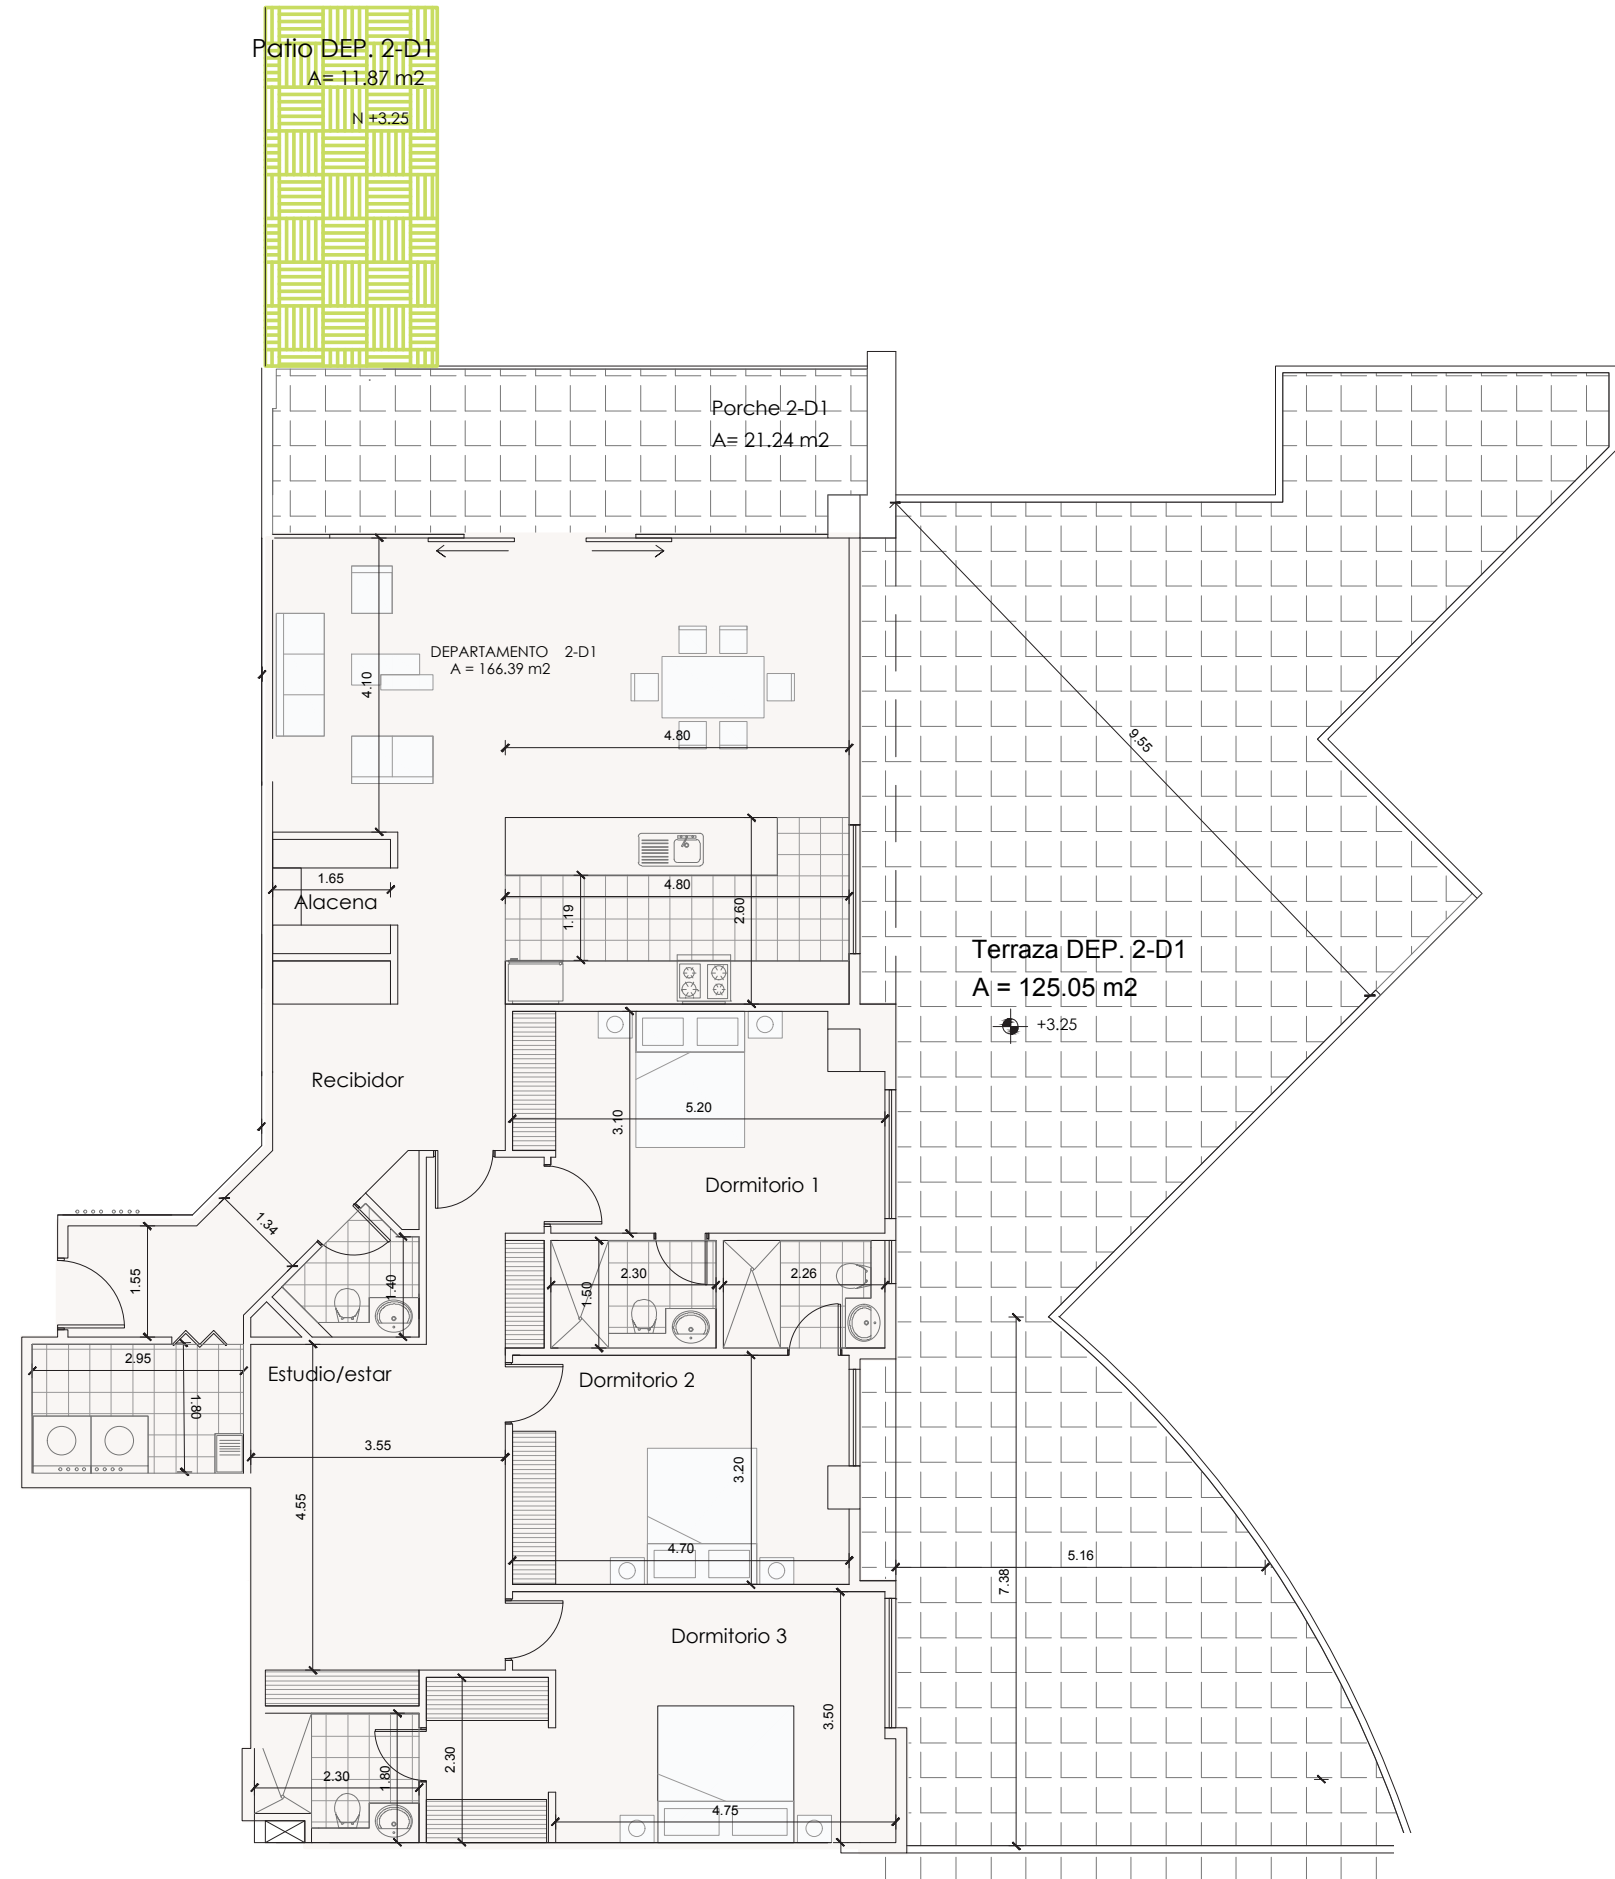 Patio DEP. 2-D1
A= 11.87 m2
N +3.25
Porche 2-D1
A= 21.24 m2
DEPARTAMENTO 2-D1
A = 166.39 m2
4.10
4.80
9.55
1.65
Alacena
4.80
1.19
2.60
Terraza DEP. 2-D1
A = 125.05 m2
+3.25
Recibidor
5.20
3.10
Dormitorio 1
1.34
1.55
1.40
2.30
1.50
2.26
2.95
1.80
Estudio/estar
Dormitorio 2
3.55
3.20
4.55
4.70
5.16
7.38
Dormitorio 3
3.50
2.30
2.30
1.80
4.75